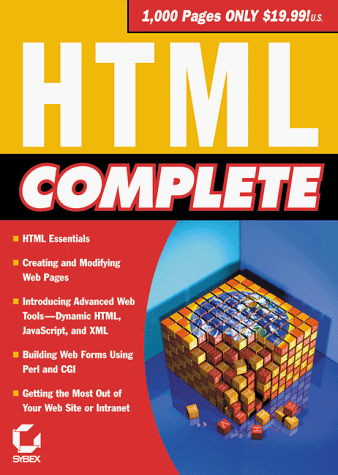 1,000 Pages ONLY $19.99! U.S.
HTML
COMPLETE
HTML Essentials
Creating and Modifying
Web Pages
Introducing Advanced Web
Tools—Dynamic HTML,
JavaScript, and XML
Building Web Forms Using
Perl and CGI
Getting the Most Out of
Your Web Site or Intranet
SYBEX